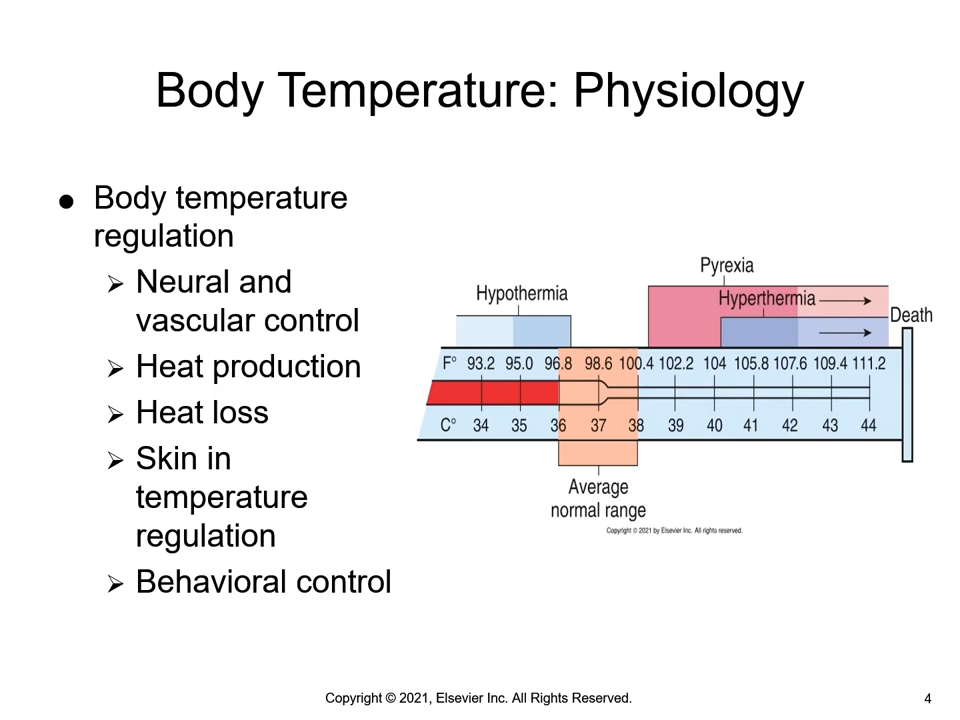 Body Temperature: Physiology
● Body temperature
regulation
➢ Neural and
vascular control
➢ Heat production
➢ Heat loss
➢ Skin in
temperature
regulation
➢ Behavioral control
Pyrexia
Hypothermia
Hyperthermia
Death
F° 93.2 95.0 96.8 98.6 100.4 102.2 104 105.8 107.6 109.4 111.2
C° 34 35 36 37 38 39 40 41 42 43 44
Average
normal range
Copyright © 2021 by Elsevier Inc. All rights reserved.
Copyright © 2021, Elsevier Inc. All Rights Reserved.
4